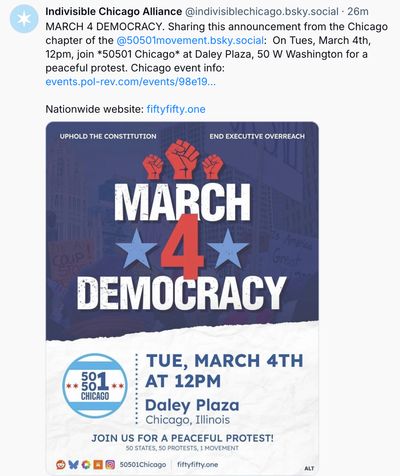 Indivisible Chicago Alliance @indivisiblechicago.bsky.social · 26m
MARCH 4 DEMOCRACY. Sharing this announcement from the Chicago
chapter of the @50501movement.bsky.social:  On Tues, March 4th,
12pm, join *50501 Chicago* at Daley Plaza, 50 W Washington for a
peaceful protest. Chicago event info:
events.pol-rev.com/events/98e19...
Nationwide website: fiftyfifty.one
UPHOLD THE CONSTITUTION
END EXECUTIVE OVERREACH
MARCH
4
DEMOCRACY
50
501
CHICAGO
TUE, MARCH 4TH
AT 12PM
Daley Plaza
Chicago, Illinois
JOIN US FOR A PEACEFUL PROTEST!
50 STATES, 50 PROTESTS, 1 MOVEMENT
50501Chicago | fiftyfifty.one
ALT